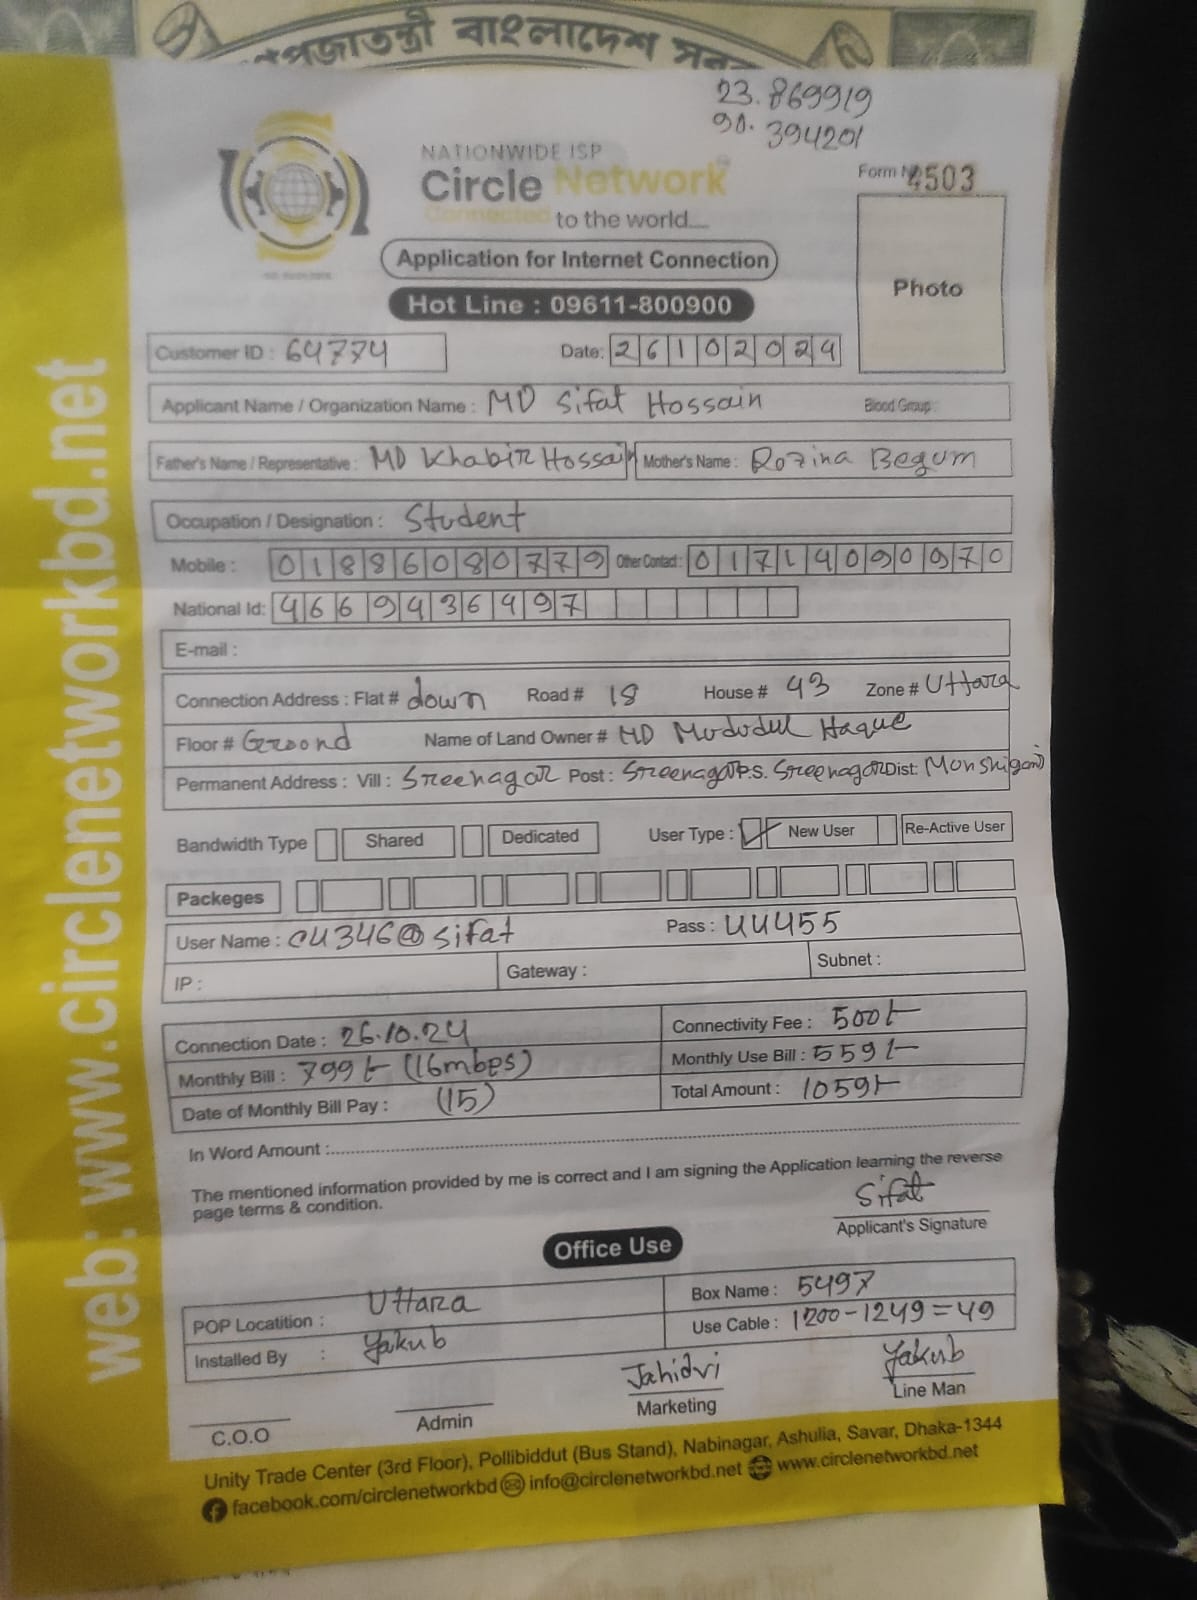 প্রজাতন্ত্রী বাংলাদেশ
23.869919
90.394201
NATIONWIDE ISP
Circle Network
Connected to the world....
Form No 4503
Photo
Application for Internet Connection
Hot Line : 09611-800900
Customer ID : 64774 Date: 26102024
Applicant Name / Organization Name : MD Sifat Hossain Blood Group:
Father's Name / Representative : MD Khabir Hossain Mother's Name : Rozina Begum
Occupation / Designation : Student
Mobile : 01886080779 Other Contact : 01714090970
National Id: 4669436497
E-mail :
Connection Address : Flat # down Road # 18 House # 43 Zone # Uttara
Floor # Groond Name of Land Owner # MD Mododul Haque
Permanent Address : Vill : Sreenagar Post : Sreenagar P.S. Sreenagar Dist: Monshigonj
Bandwidth Type Shared Dedicated User Type : New User Re-Active User
Packeges
User Name : cu346@sifat Pass : uu455
IP : Gateway : Subnet :
Connection Date : 26.10.24 Connectivity Fee : 500/-
Monthly Bill : 799/- (16mbps) Monthly Use Bill : 559/-
Date of Monthly Bill Pay : (15) Total Amount : 1059/-
In Word Amount :
The mentioned information provided by me is correct and I am signing the Application learning the reverse
page terms & condition.
Sifat
Applicant's Signature
Office Use
POP Locatition : Uttara Box Name : 5497
Installed By : Yakub Use Cable : 1200-1249=49
Jahidvi Yakub
C.O.O Admin Marketing Line Man
Unity Trade Center (3rd Floor), Pollibiddut (Bus Stand), Nabinagar, Ashulia, Savar, Dhaka-1344
facebook.com/circlenetworkbd info@circlenetworkbd.net www.circlenetworkbd.net
web: www.circlenetworkbd.net